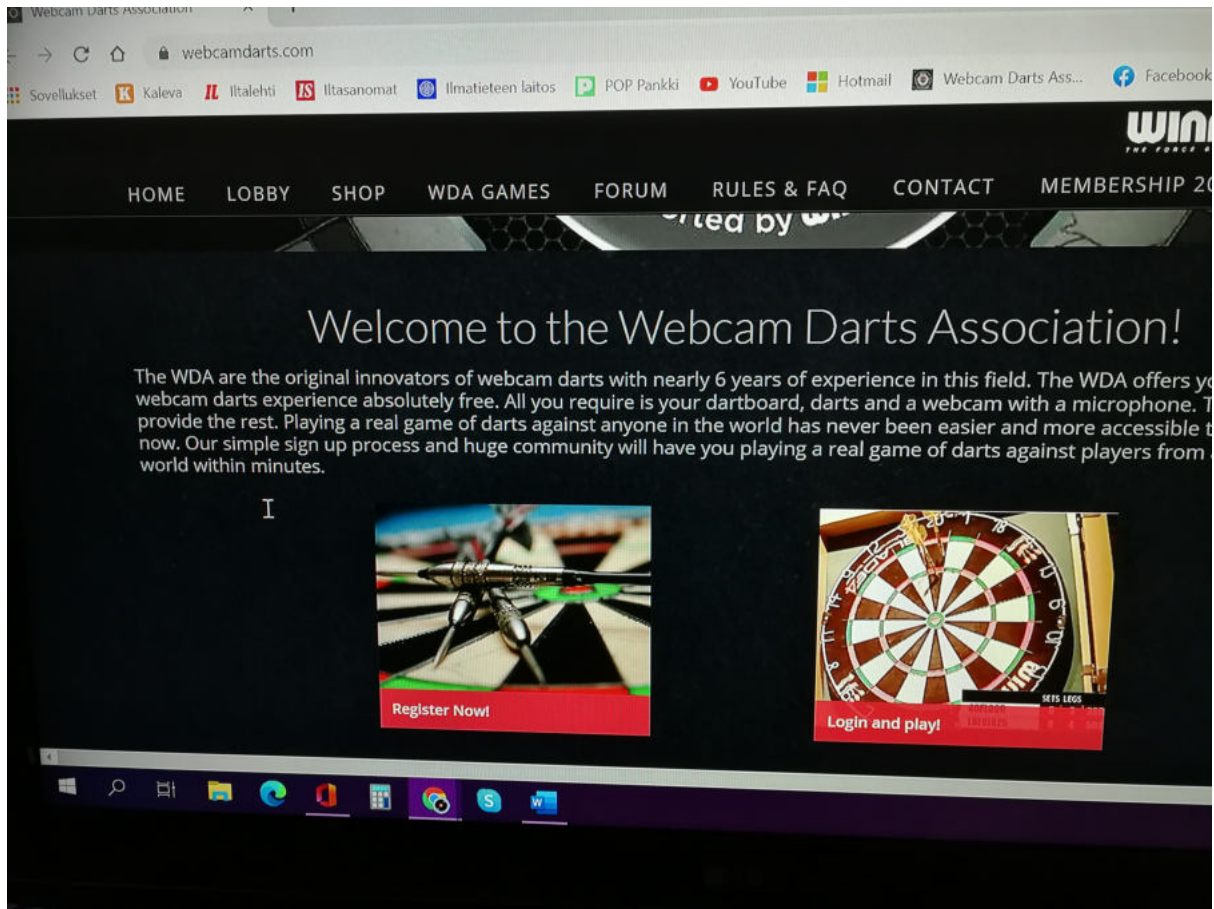 Webcam Darts Association
webcamdarts.com
Sovellukset Kaleva Iltalehti Iltasanomat Ilmatieteen laitos POP Pankki YouTube Hotmail Webcam Darts Ass... Facebook
HOME LOBBY SHOP WDA GAMES FORUM RULES & FAQ CONTACT MEMBERSHIP
by
Welcome to the Webcam Darts Association!
The WDA are the original innovators of webcam darts with nearly 6 years of experience in this field. The WDA offers
webcam darts experience absolutely free. All you require is your dartboard, darts and a webcam with a microphone.
provide the rest. Playing a real game of darts against anyone in the world has never been easier and more accessible
now. Our simple sign up process and huge community will have you playing a real game of darts against players from
world within minutes.
SETS LEGS
Register Now!
Login and play!